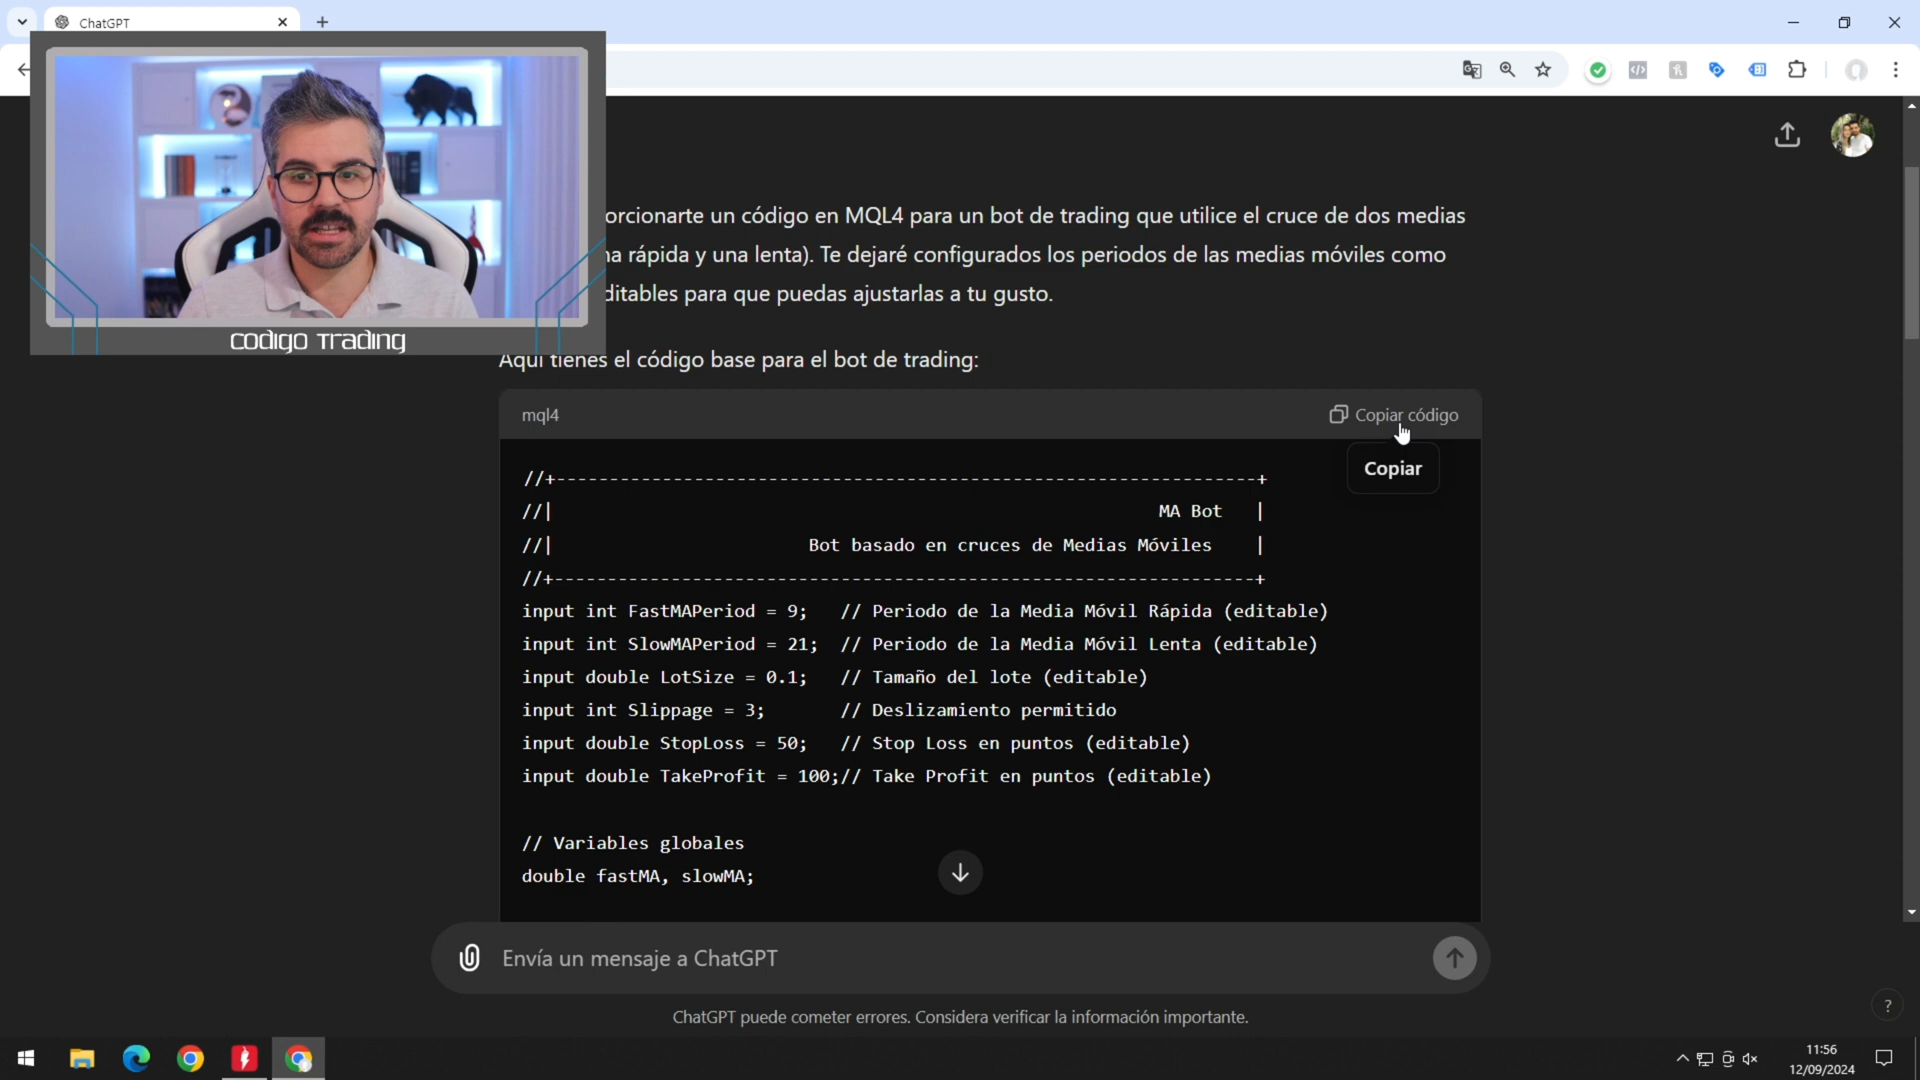 ChatGPT
CODIGO TRADING
orcionarte un código en MQL4 para un bot de trading que utilice el cruce de dos medias
na rápida y una lenta). Te dejaré configurados los periodos de las medias móviles como
ditables para que puedas ajustarlas a tu gusto.
Aquí tienes el código base para el bot de trading:
mql4
Copiar código
Copiar
//+------------------------------------------------------------------+
//| MA Bot |
//| Bot basado en cruces de Medias Móviles |
//+------------------------------------------------------------------+
input int FastMAPeriod = 9; // Periodo de la Media Móvil Rápida (editable)
input int SlowMAPeriod = 21; // Periodo de la Media Móvil Lenta (editable)
input double LotSize = 0.1; // Tamaño del lote (editable)
input int Slippage = 3; // Deslizamiento permitido
input double StopLoss = 50; // Stop Loss en puntos (editable)
input double TakeProfit = 100;// Take Profit en puntos (editable)
// Variables globales
double fastMA, slowMA;
Envía un mensaje a ChatGPT
ChatGPT puede cometer errores. Considera verificar la información importante.
?
11:56
12/09/2024